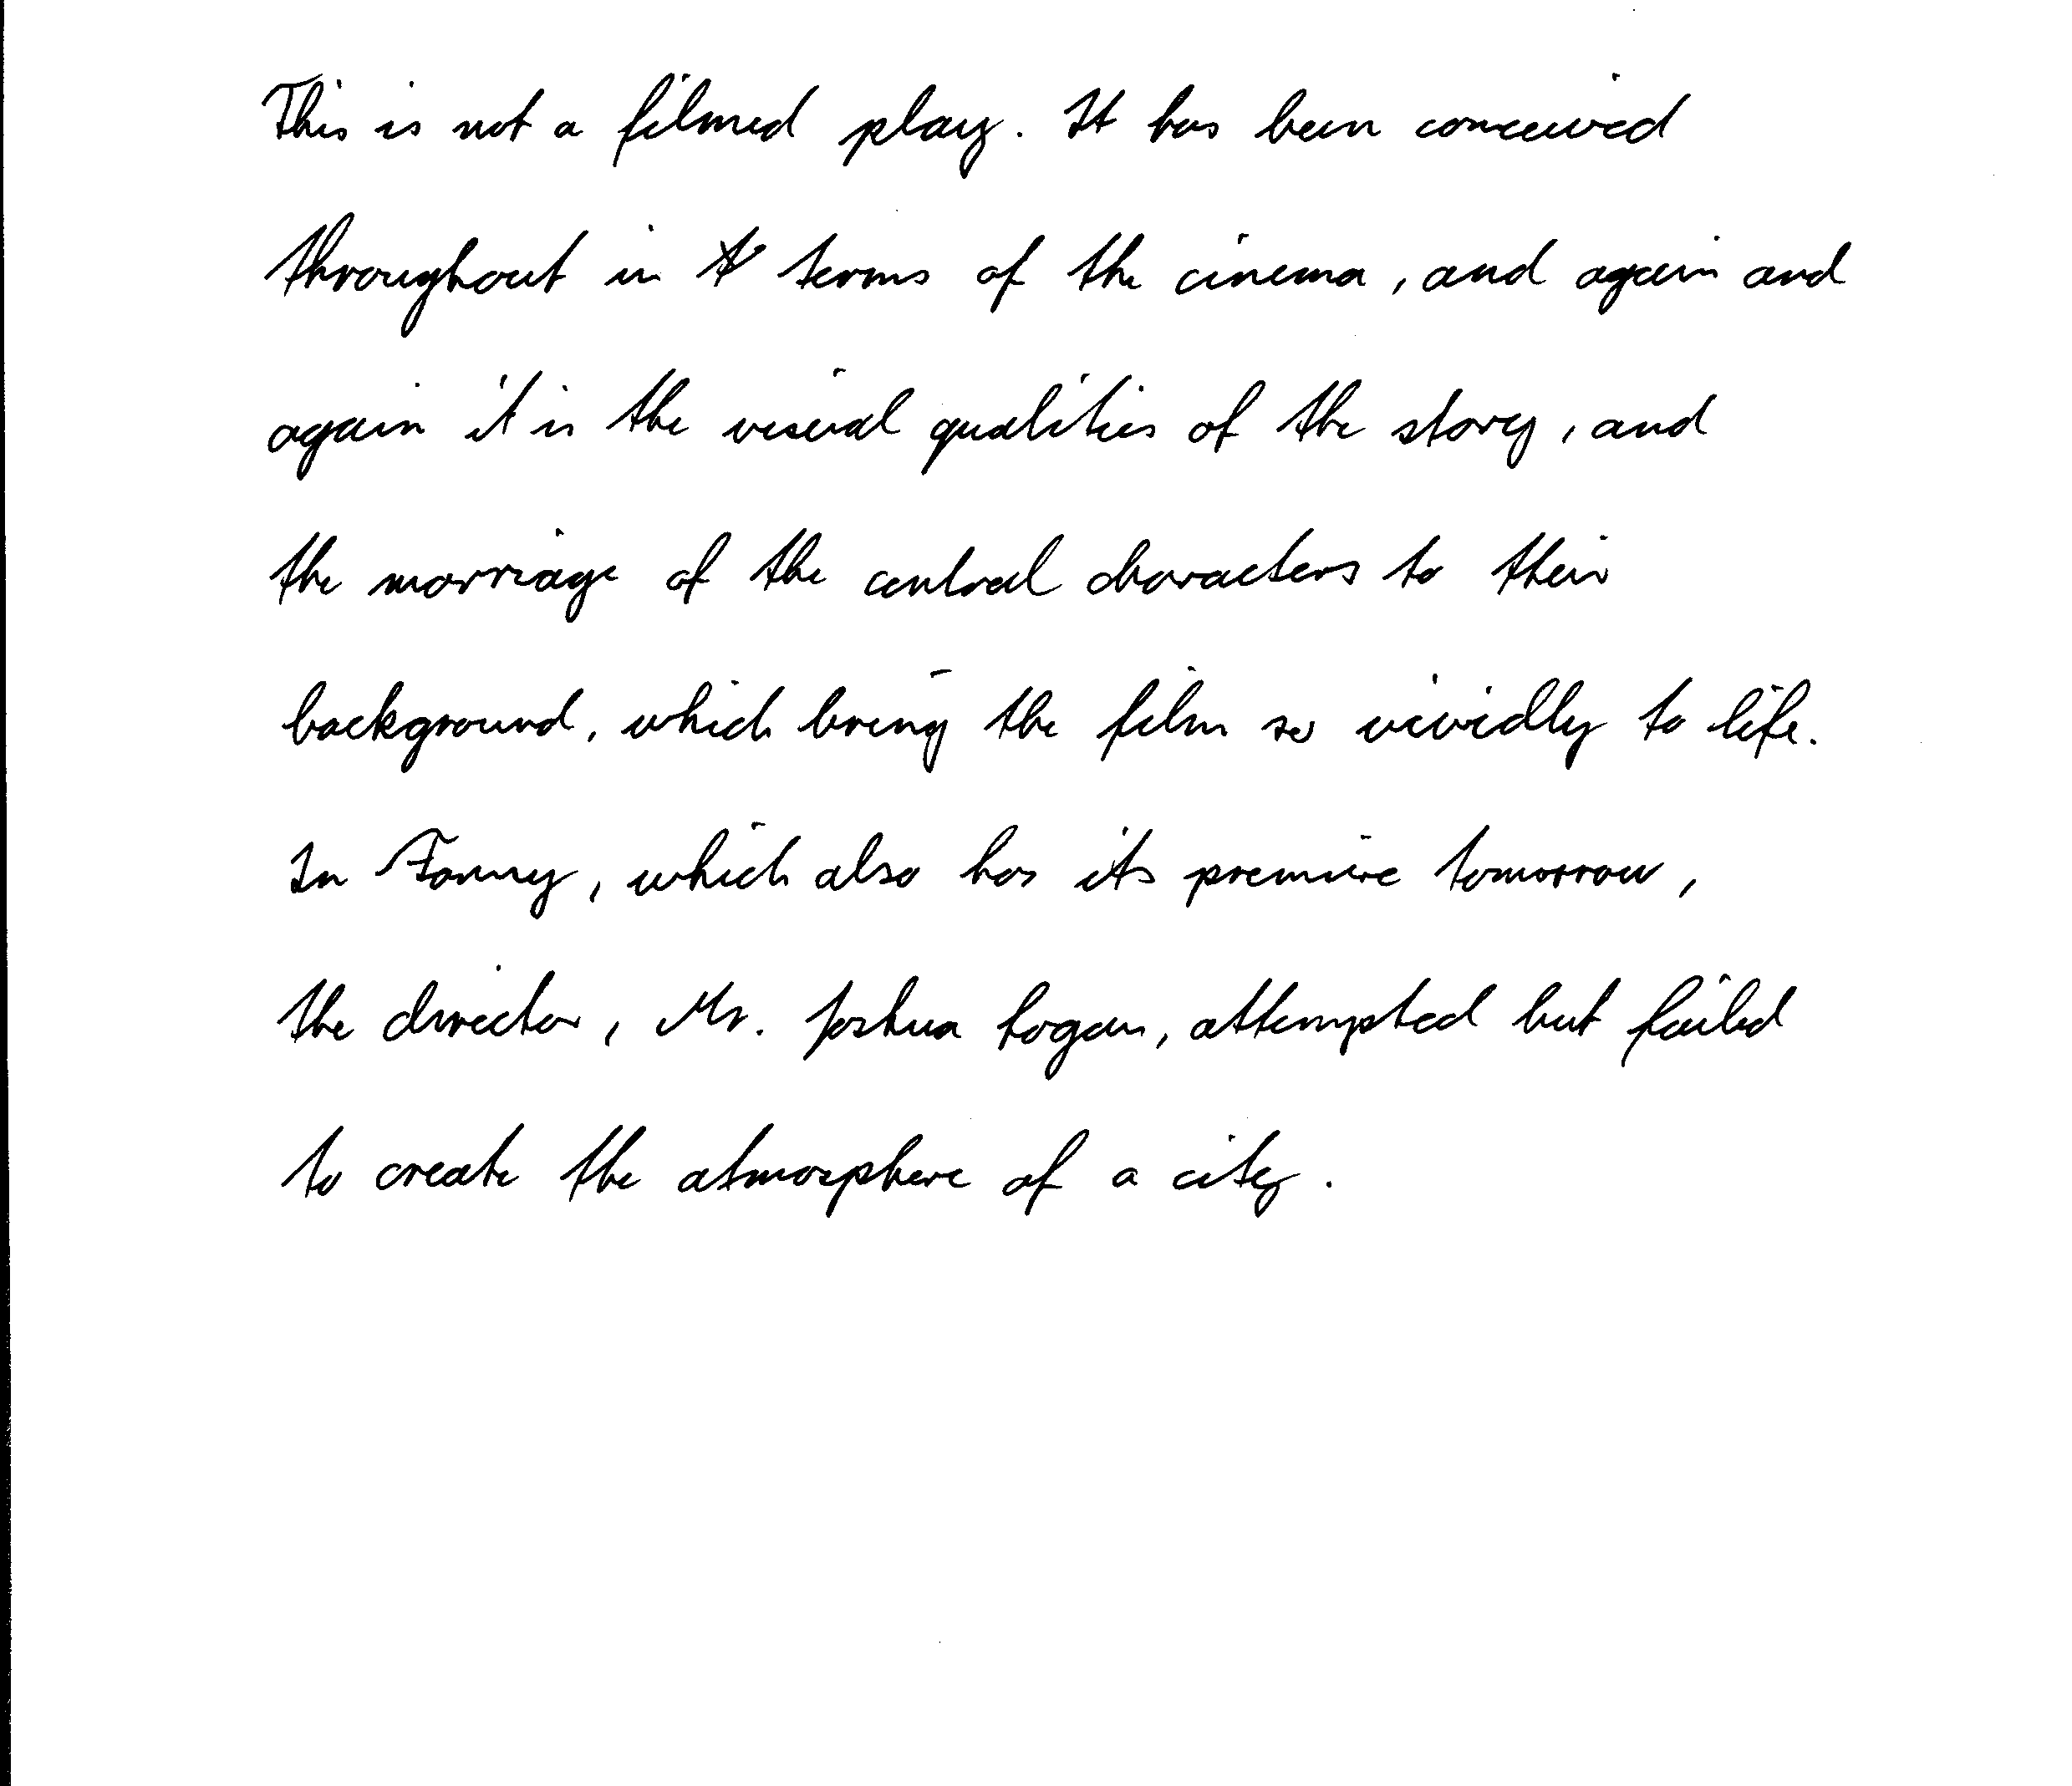 This is not a filmed play. It has been conceived
throughout in terms of the cinema, and again and
again it is the visual qualities of the story, and
the marriage of the central characters to their
background, which bring the film so vividly to life.
In Fanny, which also has its premiere tomorrow,
the director, Mr. Joshua Logan, attempted but failed
to create the atmosphere of a city.